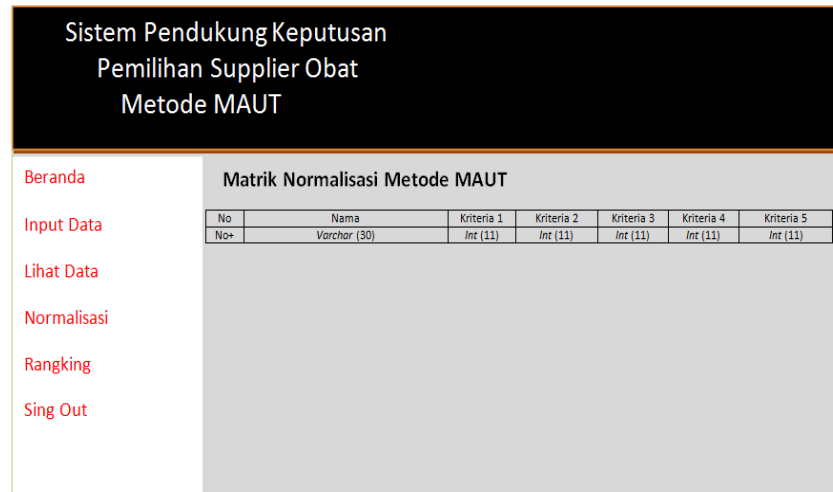 Sistem Pendukung Keputusan
Pemilihan Supplier Obat
Metode MAUT
Beranda
Input Data
Lihat Data
Normalisasi
Rangking
Sing Out
Matrik Normalisasi Metode MAUT
No Nama Kriteria 1 Kriteria 2 Kriteria 3 Kriteria 4 Kriteria 5
No+ Varchar (30) Int (11) Int (11) Int (11) Int (11) Int (11)